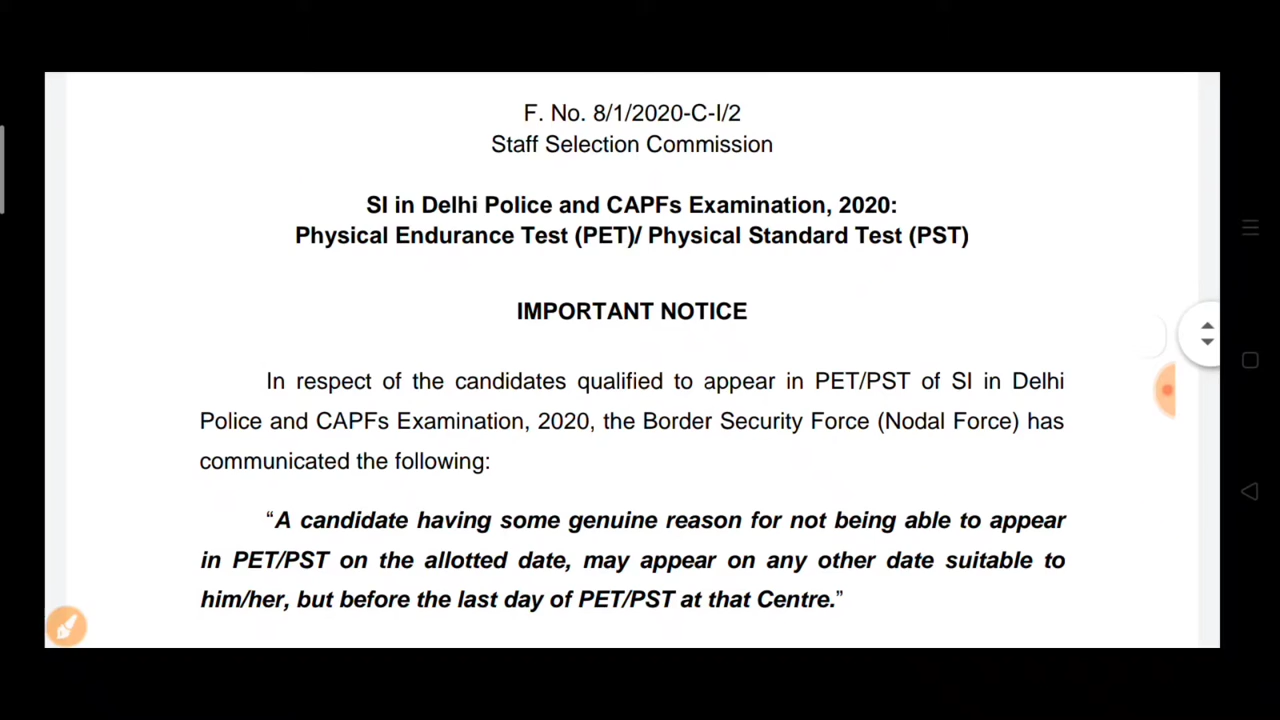 F. No. 8/1/2020-C-I/2
Staff Selection Commission
SI in Delhi Police and CAPFs Examination, 2020:
Physical Endurance Test (PET)/ Physical Standard Test (PST)
IMPORTANT NOTICE
In respect of the candidates qualified to appear in PET/PST of SI in Delhi
Police and CAPFs Examination, 2020, the Border Security Force (Nodal Force) has
communicated the following:
“A candidate having some genuine reason for not being able to appear
in PET/PST on the allotted date, may appear on any other date suitable to
him/her, but before the last day of PET/PST at that Centre.”